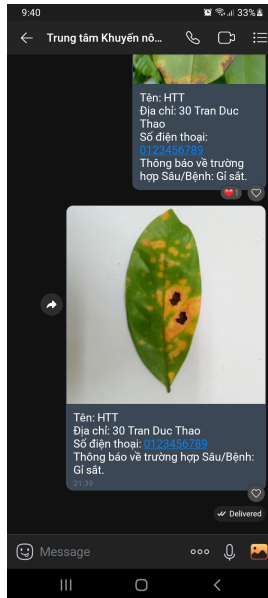 9:40
33%
Trung tâm Khuyến nô...
Tên: HTT
Địa chỉ: 30 Tran Duc
Thao
Số điện thoại:
0123456789
Thông báo về trường
hợp Sâu/Bệnh: Gỉ sắt.
1
Tên: HTT
Địa chỉ: 30 Tran Duc Thao
Số điện thoại: 0123456789
Thông báo về trường hợp Sâu/Bệnh:
Gỉ sắt.
21:39
Delivered
Message